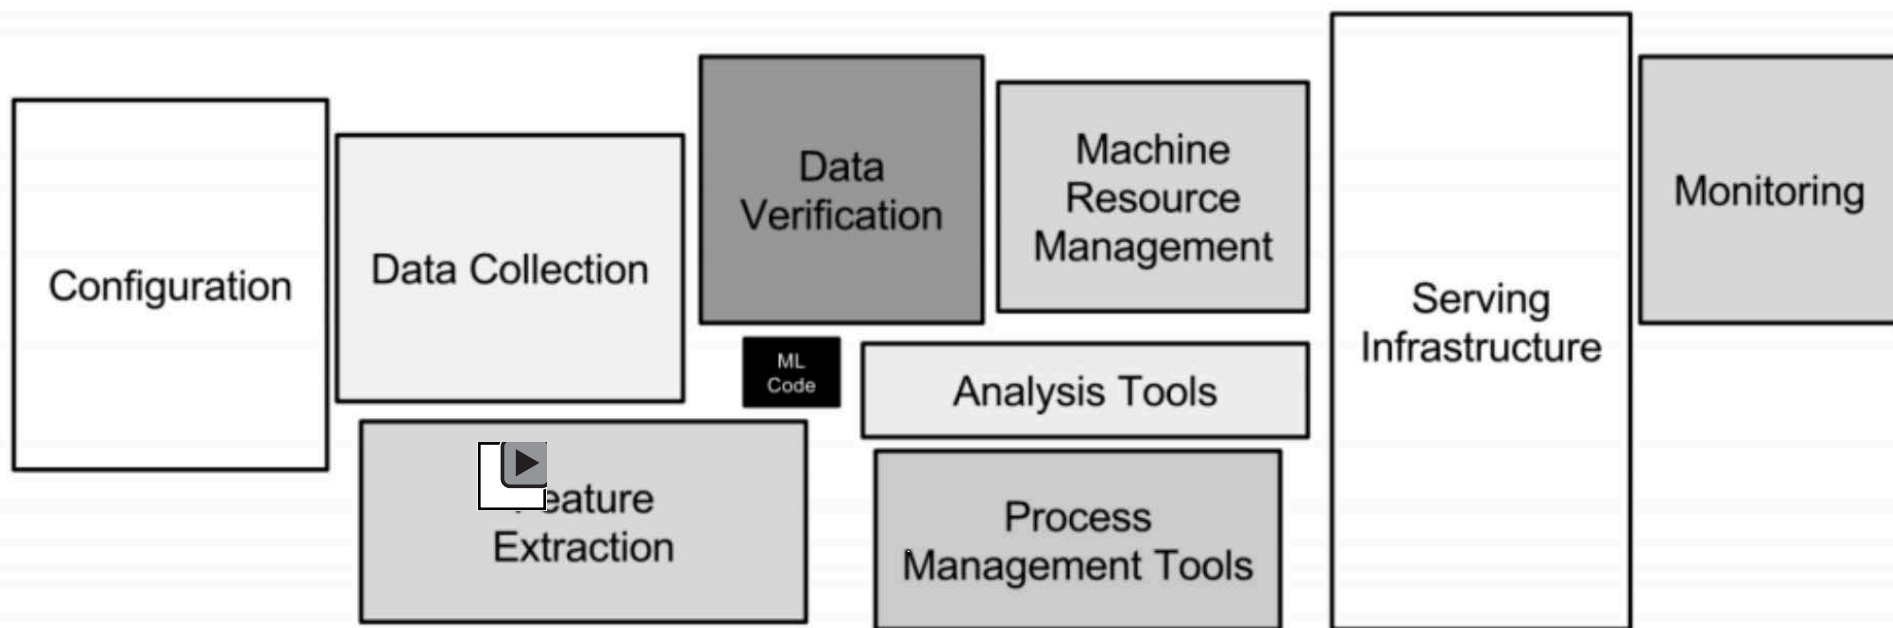 Configuration
Data Collection
Data
Verification
Machine
Resource
Management
Serving
Infrastructure
Monitoring
ML
Code
Analysis Tools
eature
Extraction
Process
Management Tools